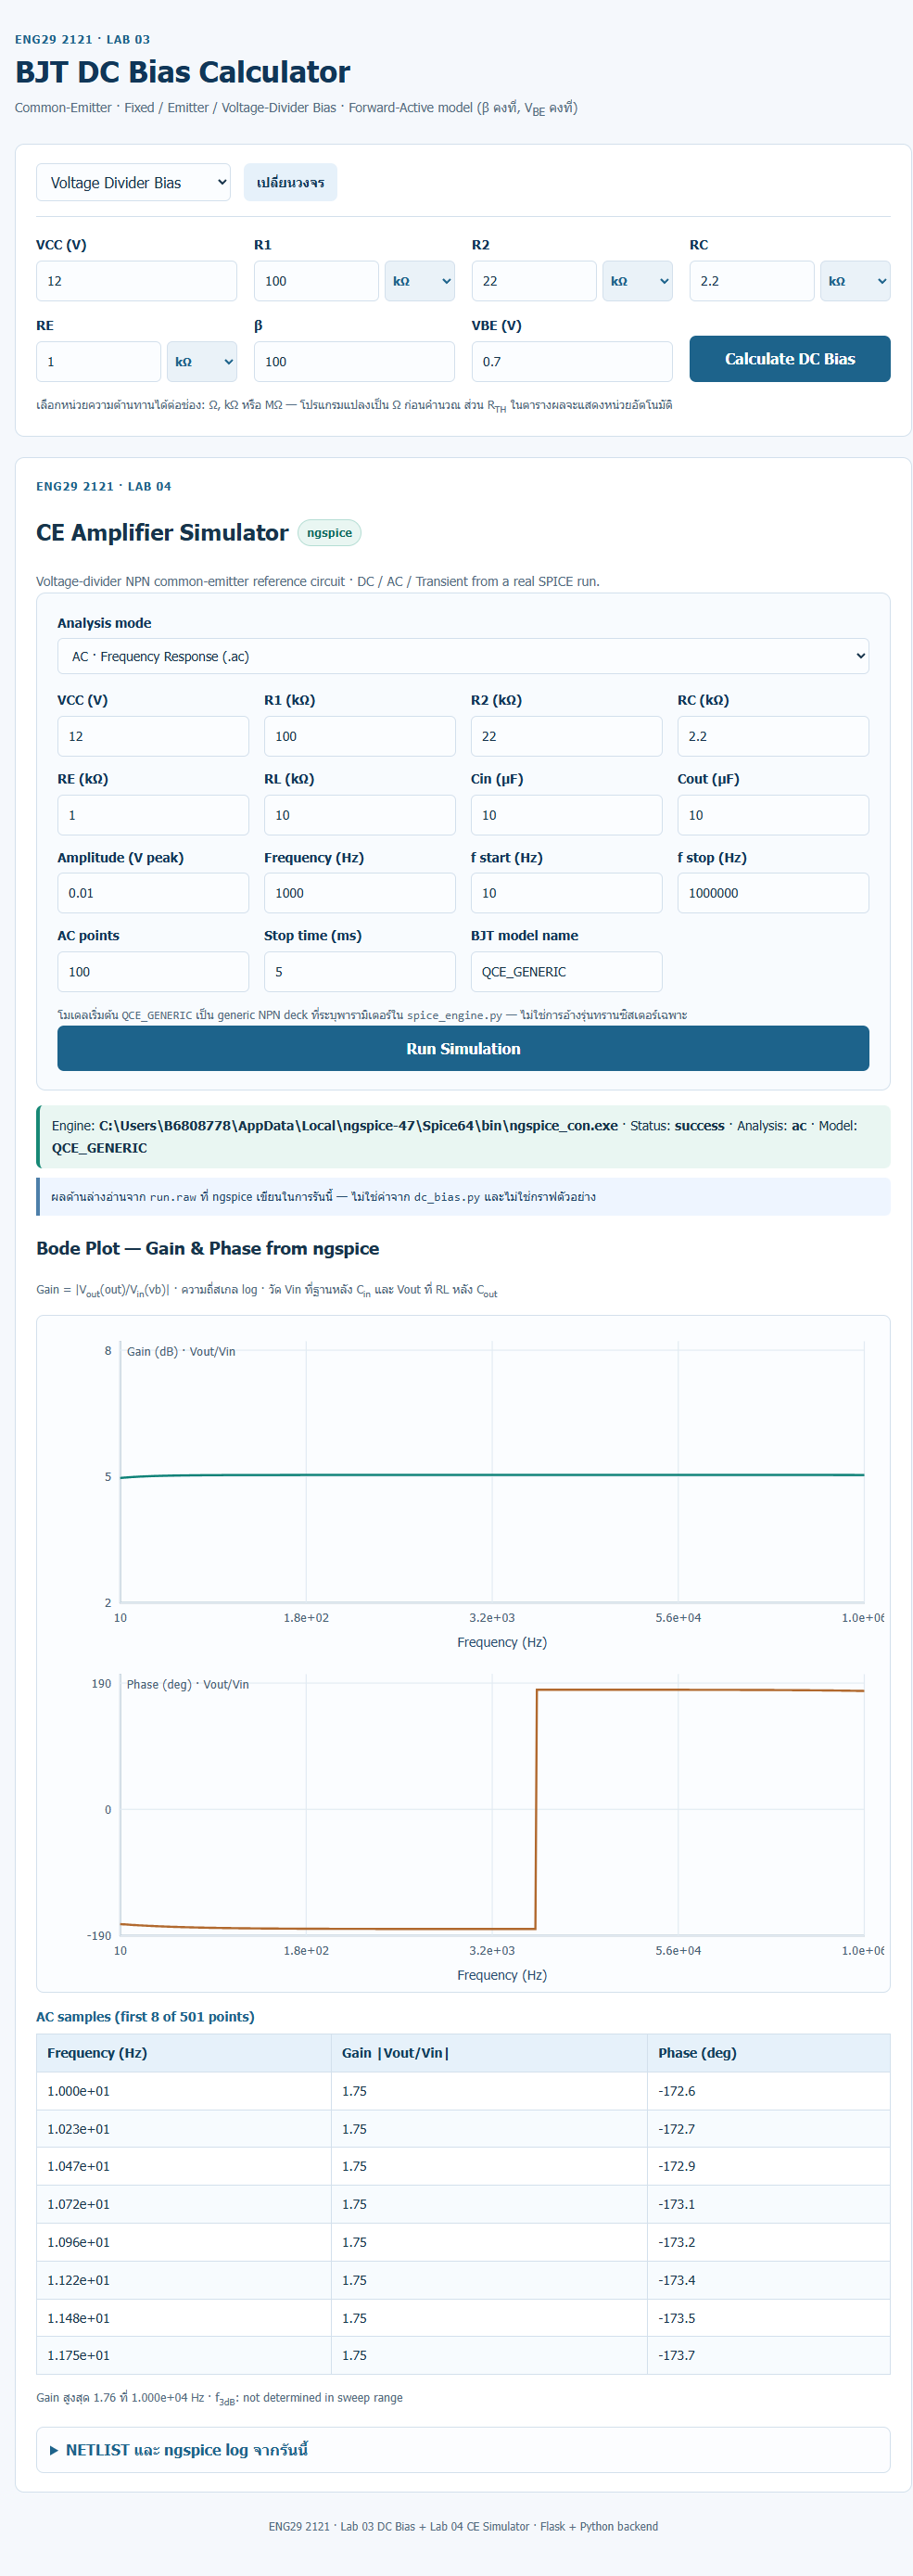 ENG29 2121 · LAB 03
BJT DC Bias Calculator
Common-Emitter · Fixed / Emitter / Voltage-Divider Bias · Forward-Active model (β คงที่, VBE คงที่)
Voltage Divider Bias เปลี่ยนวงจร
VCC (V) R1 R2 RC
12 100 kΩ 22 kΩ 2.2 kΩ
RE β VBE (V)
1 kΩ 100 0.7 Calculate DC Bias
เลือกหน่วยความต้านทานได้ต่อช่อง: Ω, kΩ หรือ MΩ — โปรแกรมแปลงเป็น Ω ก่อนคำนวณ ส่วน RTH ในตารางผลจะแสดงหน่วยอัตโนมัติ
ENG29 2121 · LAB 04
CE Amplifier Simulator ngspice
Voltage-divider NPN common-emitter reference circuit · DC / AC / Transient from a real SPICE run.
Analysis mode
AC · Frequency Response (.ac)
VCC (V) R1 (kΩ) R2 (kΩ) RC (kΩ)
12 100 22 2.2
RE (kΩ) RL (kΩ) Cin (µF) Cout (µF)
1 10 10 10
Amplitude (V peak) Frequency (Hz) f start (Hz) f stop (Hz)
0.01 1000 10 1000000
AC points Stop time (ms) BJT model name
100 5 QCE_GENERIC
โมเดลเริ่มต้น QCE_GENERIC เป็น generic NPN deck ที่ระบุพารามิเตอร์ใน spice_engine.py — ไม่ใช่การอ้างรุ่นทรานซิสเตอร์เฉพาะ
Run Simulation
Engine: C:\Users\B6808778\AppData\Local\ngspice-47\Spice64\bin\ngspice_con.exe · Status: success · Analysis: ac · Model:
QCE_GENERIC
ผลด้านล่างอ่านจาก run.raw ที่ ngspice เขียนในการรันนี้ — ไม่ใช่ค่าจาก dc_bias.py และไม่ใช่กราฟตัวอย่าง
Bode Plot — Gain & Phase from ngspice
Gain = |Vout(out)/Vin(vb)| · ความถี่สเกล log · วัด Vin ที่ฐานหลัง Cin และ Vout ที่ RL หลัง Cout
8 Gain (dB) · Vout/Vin
5
2
10 1.8e+02 3.2e+03 5.6e+04 1.0e+06
Frequency (Hz)
190 Phase (deg) · Vout/Vin
0
-190
10 1.8e+02 3.2e+03 5.6e+04 1.0e+06
Frequency (Hz)
AC samples (first 8 of 501 points)
Frequency (Hz) Gain |Vout/Vin| Phase (deg)
1.000e+01 1.75 -172.6
1.023e+01 1.75 -172.7
1.047e+01 1.75 -172.9
1.072e+01 1.75 -173.1
1.096e+01 1.75 -173.2
1.122e+01 1.75 -173.4
1.148e+01 1.75 -173.5
1.175e+01 1.75 -173.7
Gain สูงสุด 1.76 ที่ 1.000e+04 Hz · f3dB: not determined in sweep range
▶ NETLIST และ ngspice log จากรันนี้
ENG29 2121 · Lab 03 DC Bias + Lab 04 CE Simulator · Flask + Python backend